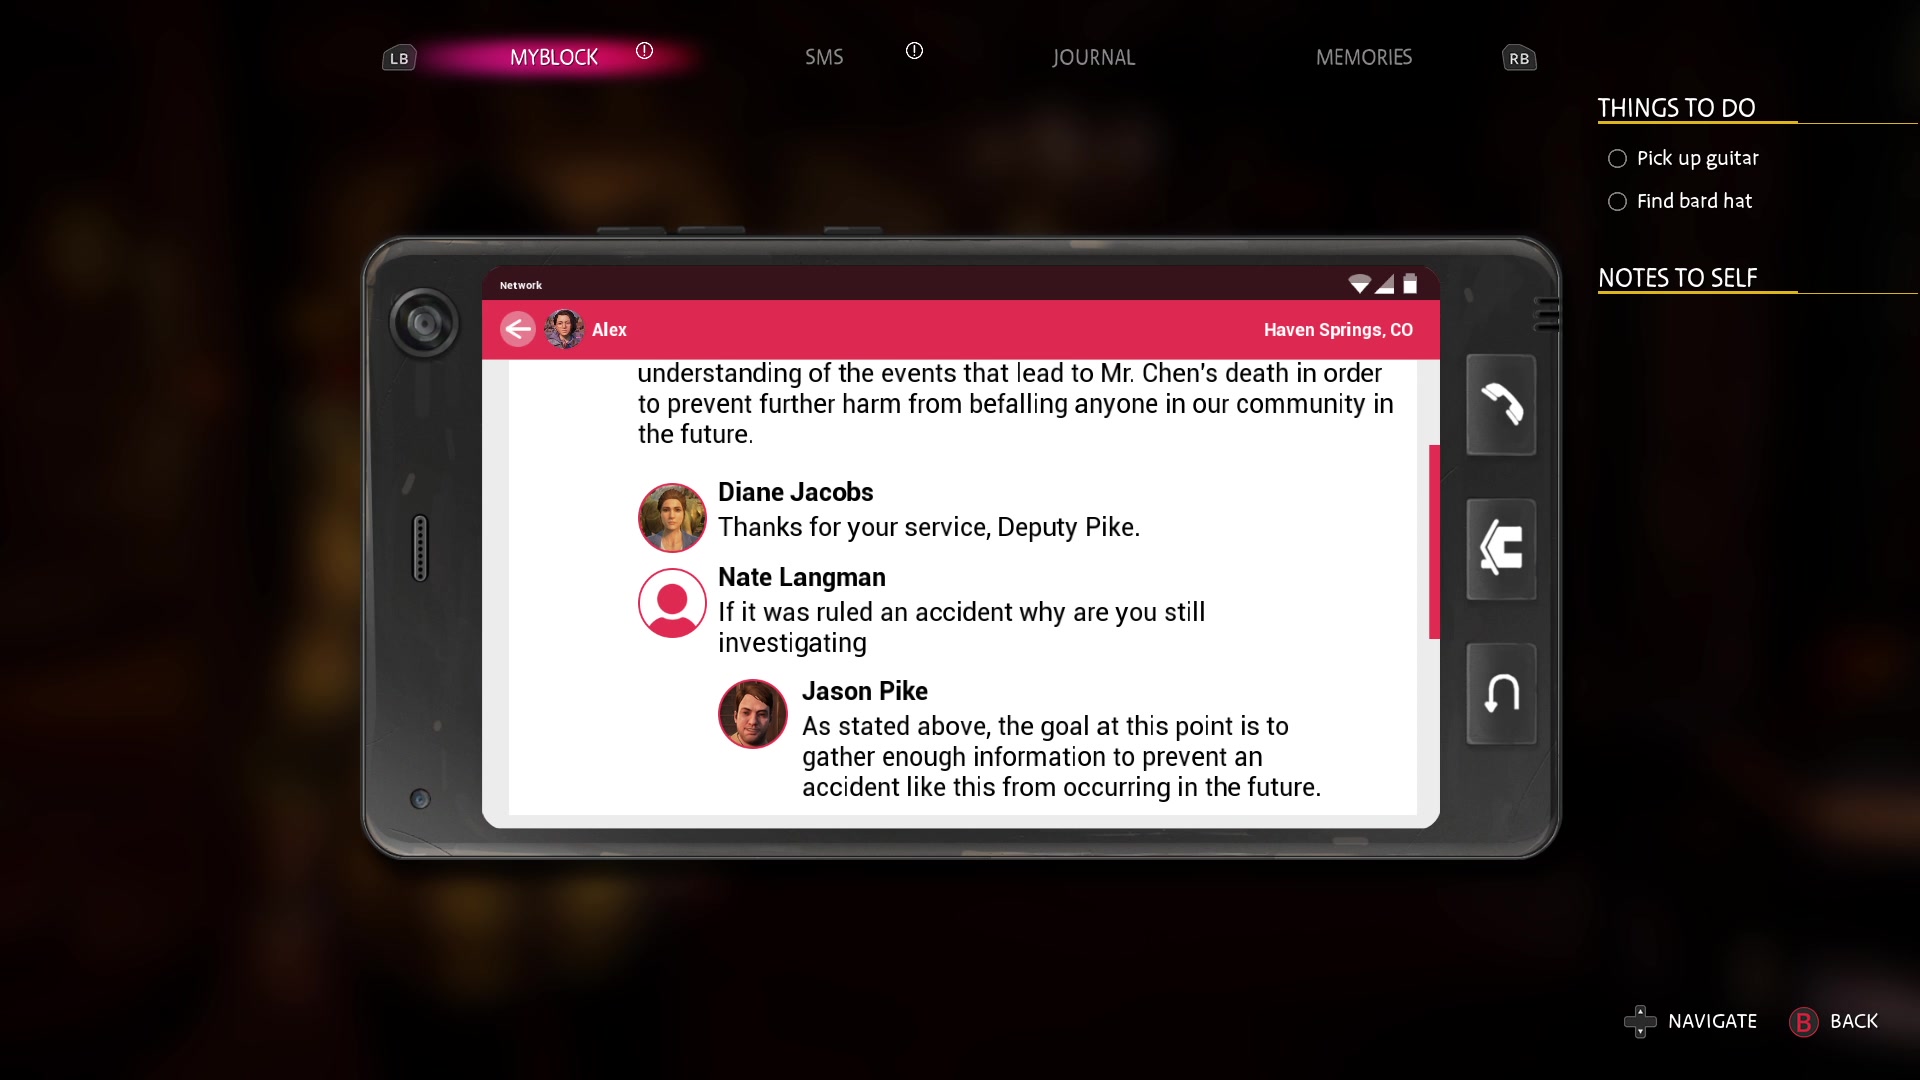 LB
MYBLOCK
SMS
JOURNAL
MEMORIES
RB
THINGS TO DO
Pick up guitar
Find bard hat
NOTES TO SELF
Network
Alex
Haven Springs, CO
understanding of the events that lead to Mr. Chen's death in order
to prevent further harm from befalling anyone in our community in
the future.
Diane Jacobs
Thanks for your service, Deputy Pike.
Nate Langman
If it was ruled an accident why are you still
investigating
Jason Pike
As stated above, the goal at this point is to
gather enough information to prevent an
accident like this from occurring in the future.
NAVIGATE
B BACK